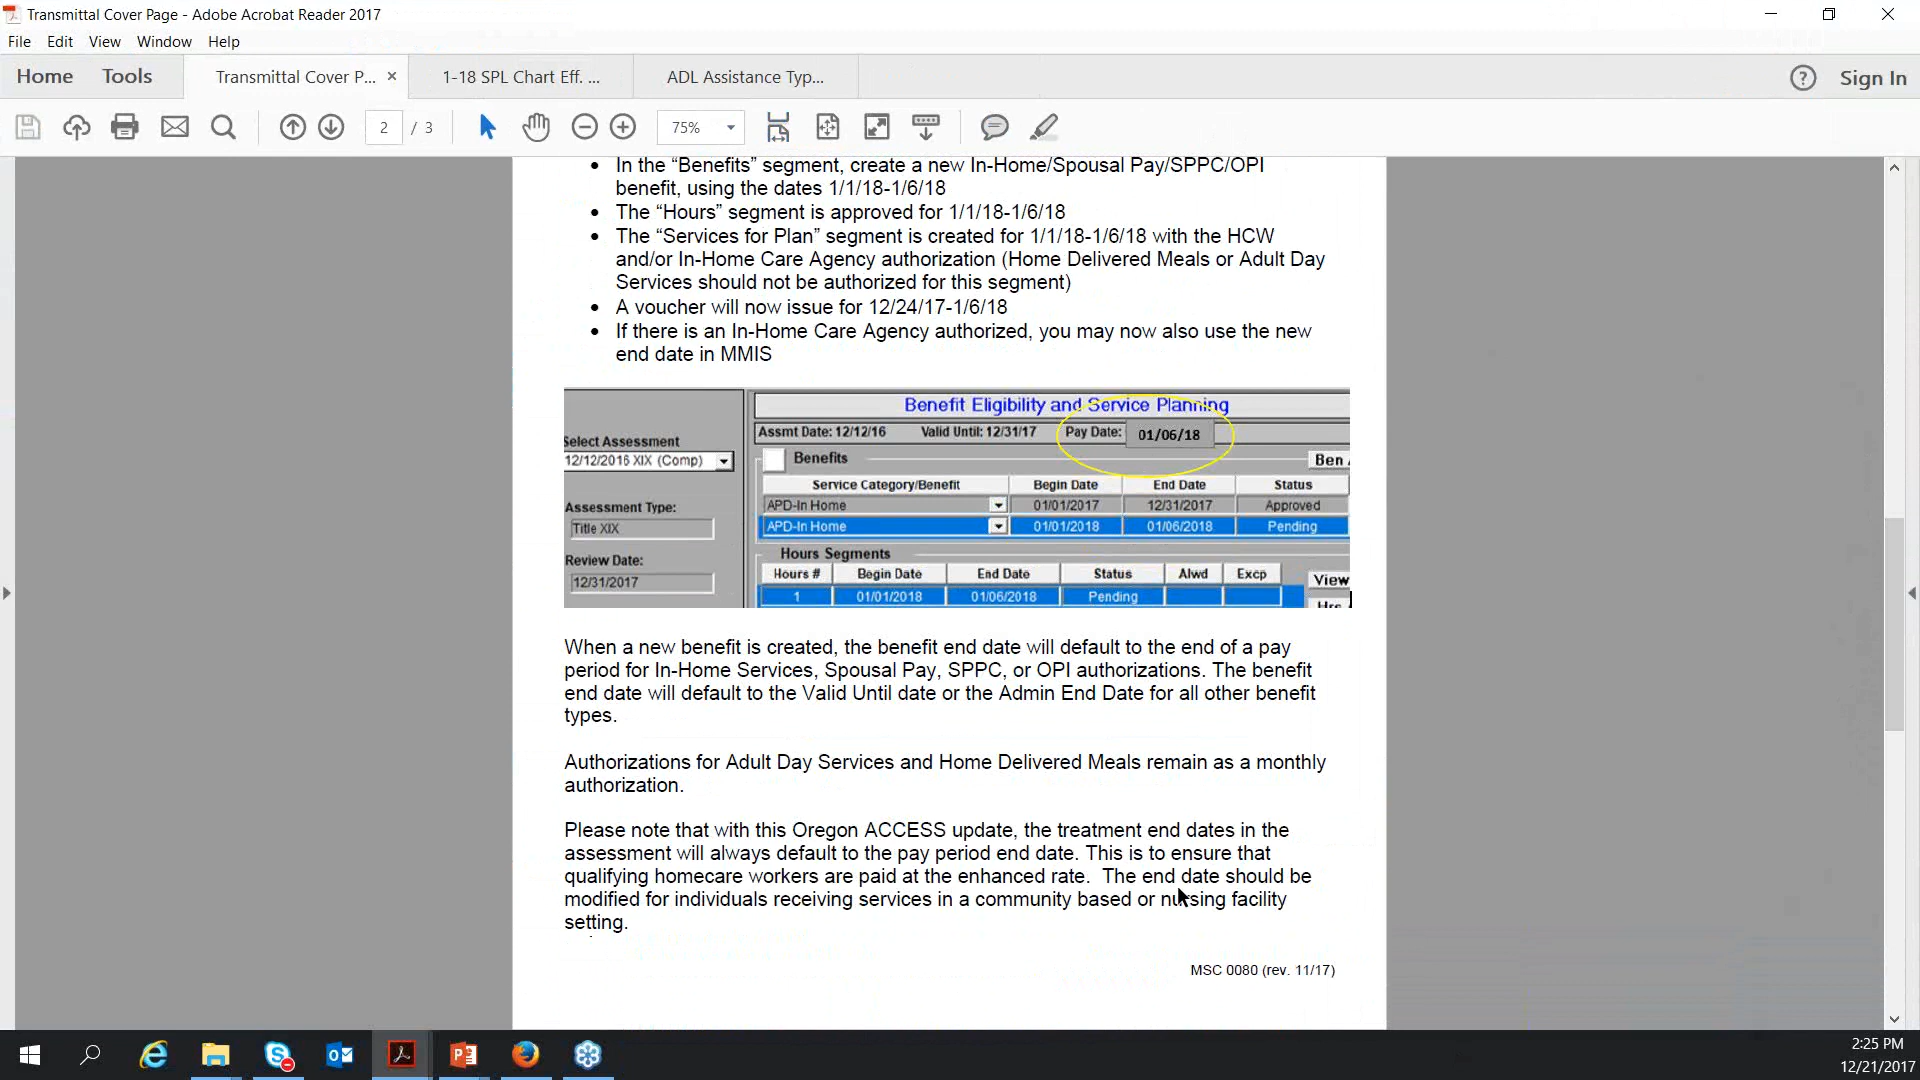 Transmittal Cover Page - Adobe Acrobat Reader 2017
File Edit View Window Help
Home Tools Transmittal Cover P... × 1-18 SPL Chart Eff. ... ADL Assistance Typ... ? Sign In
2 / 3 75%
• In the “Benefits” segment, create a new In-Home/Spousal Pay/SPPC/OPI
benefit, using the dates 1/1/18-1/6/18
• The “Hours” segment is approved for 1/1/18-1/6/18
• The “Services for Plan” segment is created for 1/1/18-1/6/18 with the HCW
and/or In-Home Care Agency authorization (Home Delivered Meals or Adult Day
Services should not be authorized for this segment)
• A voucher will now issue for 12/24/17-1/6/18
• If there is an In-Home Care Agency authorized, you may now also use the new
end date in MMIS
Benefit Eligibility and Service Planning
Assmt Date: 12/12/16 Valid Until: 12/31/17 Pay Date: 01/06/18
Select Assessment
12/12/2016 XIX (Comp)
Benefits Ben
Service Category/Benefit Begin Date End Date Status
APD-In Home 01/01/2017 12/31/2017 Approved
APD-In Home 01/01/2018 01/06/2018 Pending
Assessment Type:
Title XIX
Hours Segments
Review Date:
12/31/2017
Hours # Begin Date End Date Status Alwd Excp View
1 01/01/2018 01/06/2018 Pending
When a new benefit is created, the benefit end date will default to the end of a pay
period for In-Home Services, Spousal Pay, SPPC, or OPI authorizations. The benefit
end date will default to the Valid Until date or the Admin End Date for all other benefit
types.
Authorizations for Adult Day Services and Home Delivered Meals remain as a monthly
authorization.
Please note that with this Oregon ACCESS update, the treatment end dates in the
assessment will always default to the pay period end date. This is to ensure that
qualifying homecare workers are paid at the enhanced rate. The end date should be
modified for individuals receiving services in a community based or nursing facility
setting.
MSC 0080 (rev. 11/17)
2:25 PM
12/21/2017